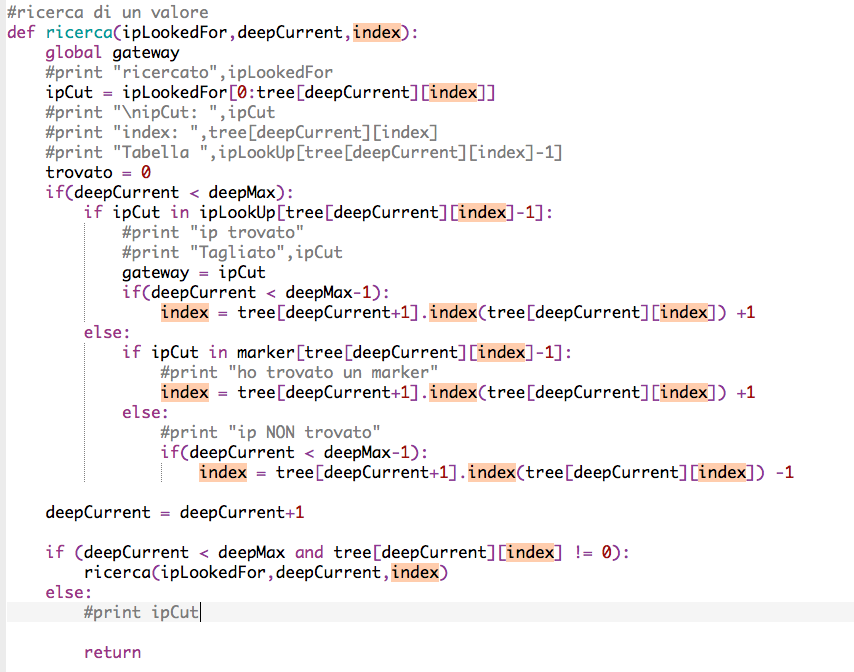 #ricerca di un valore
def ricerca(ipLookedFor,deepCurrent,index):
    global gateway
    #print "ricercato",ipLookedFor
    ipCut = ipLookedFor[0:tree[deepCurrent][index]]
    #print "\nipCut: ",ipCut
    #print "index: ",tree[deepCurrent][index]
    #print "Tabella ",ipLookUp[tree[deepCurrent][index]-1]
    trovato = 0
    if(deepCurrent < deepMax):
        if ipCut in ipLookUp[tree[deepCurrent][index]-1]:
            #print "ip trovato"
            #print "Tagliato",ipCut
            gateway = ipCut
            if(deepCurrent < deepMax-1):
                index = tree[deepCurrent+1].index(tree[deepCurrent][index]) +1
        else:
            if ipCut in marker[tree[deepCurrent][index]-1]:
                #print "ho trovato un marker"
                index = tree[deepCurrent+1].index(tree[deepCurrent][index]) +1
            else:
                #print "ip NON trovato"
                if(deepCurrent < deepMax-1):
                    index = tree[deepCurrent+1].index(tree[deepCurrent][index]) -1
    deepCurrent = deepCurrent+1
    if (deepCurrent < deepMax and tree[deepCurrent][index] != 0):
        ricerca(ipLookedFor,deepCurrent,index)
    else:
        #print ipCut
        return